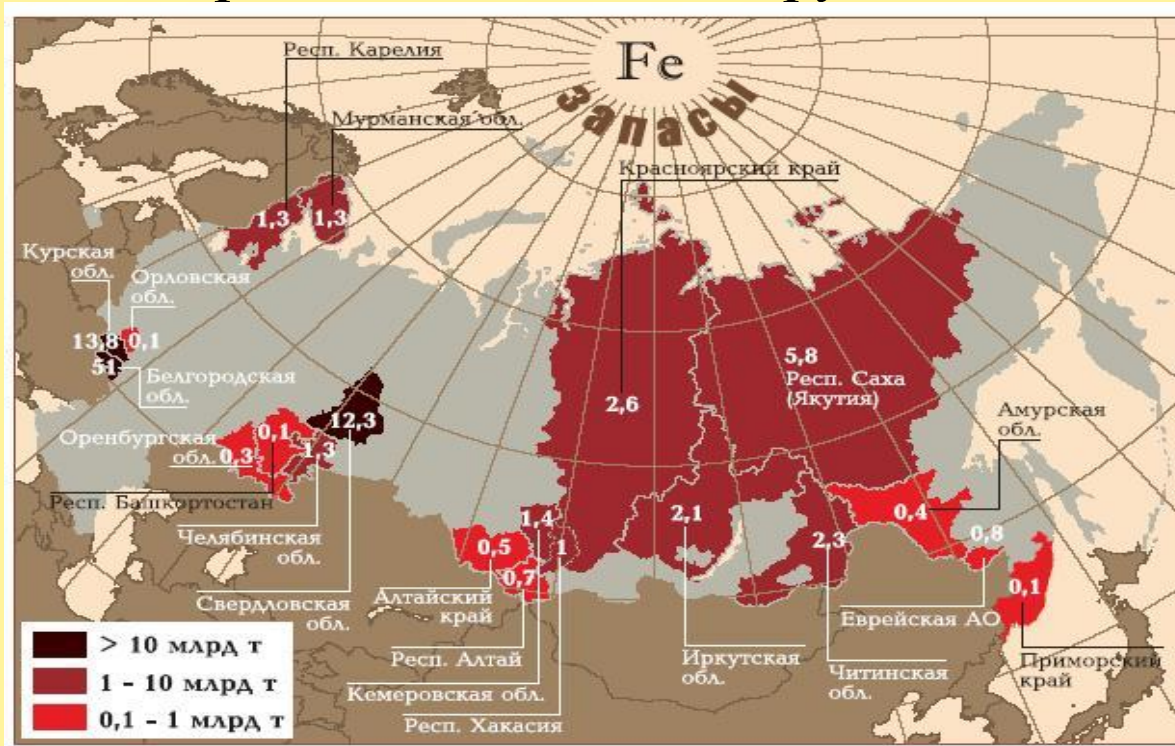 Fe
запасы
Респ. Карелия
Мурманская обл.
Красноярский край
1,3
1,3
Курская
обл.
Орловская
обл.
13,8
0,1
51
Белгородская
обл.
5,8
Респ. Саха
(Якутия)
2,6
Амурская
обл.
12,3
Оренбургская
обл.
0,1
0,3
1,3
Респ. Башкортостан
Челябинская
обл.
Свердловская
обл.
1,4
1
0,5
0,7
Алтайский
край
Респ. Алтай
Кемеровская обл.
Респ. Хакасия
2,1
2,3
Иркутская
обл.
Читинская
обл.
0,4
0,8
Еврейская АО
0,1
Приморский
край
> 10 млрд т
1 - 10 млрд т
0,1 - 1 млрд т